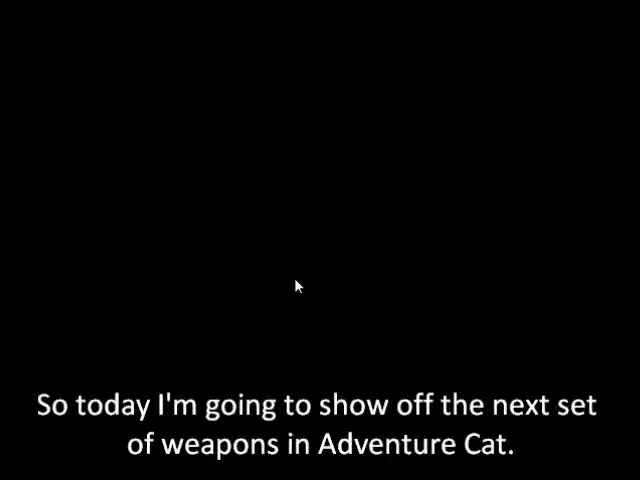 So today I'm going to show off the next set
of weapons in Adventure Cat.